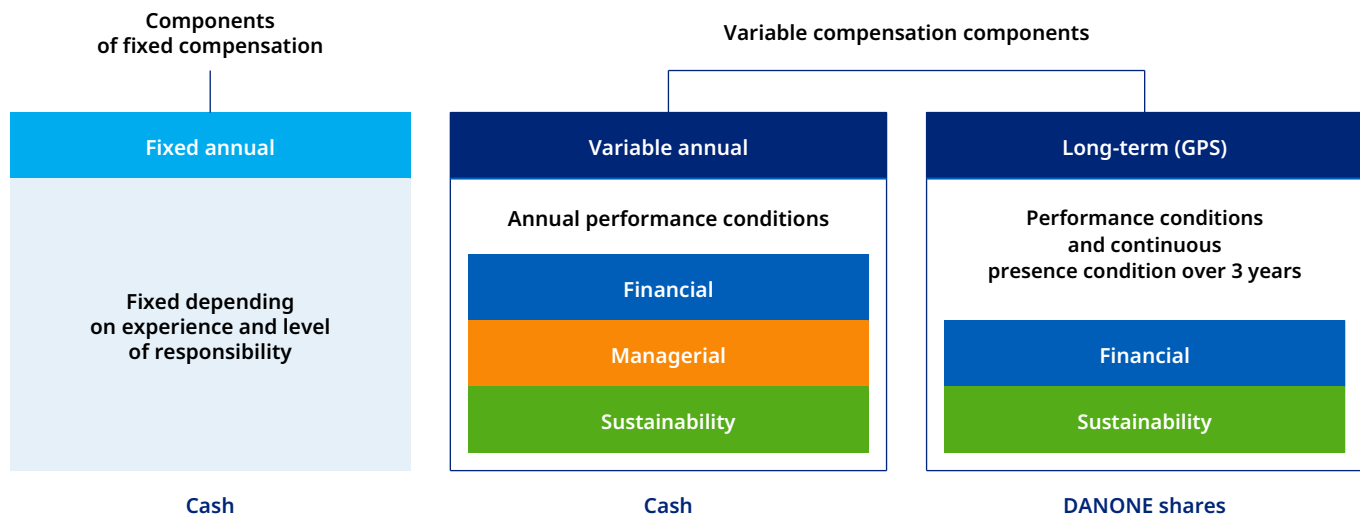 Components
of fixed compensation
Variable compensation components
Fixed annual
Fixed depending
on experience and level
of responsibility
Cash
Variable annual
Annual performance conditions
Financial
Managerial
Sustainability
Cash
Long-term (GPS)
Performance conditions
and continuous
presence condition over 3 years
Financial
Sustainability
DANONE shares